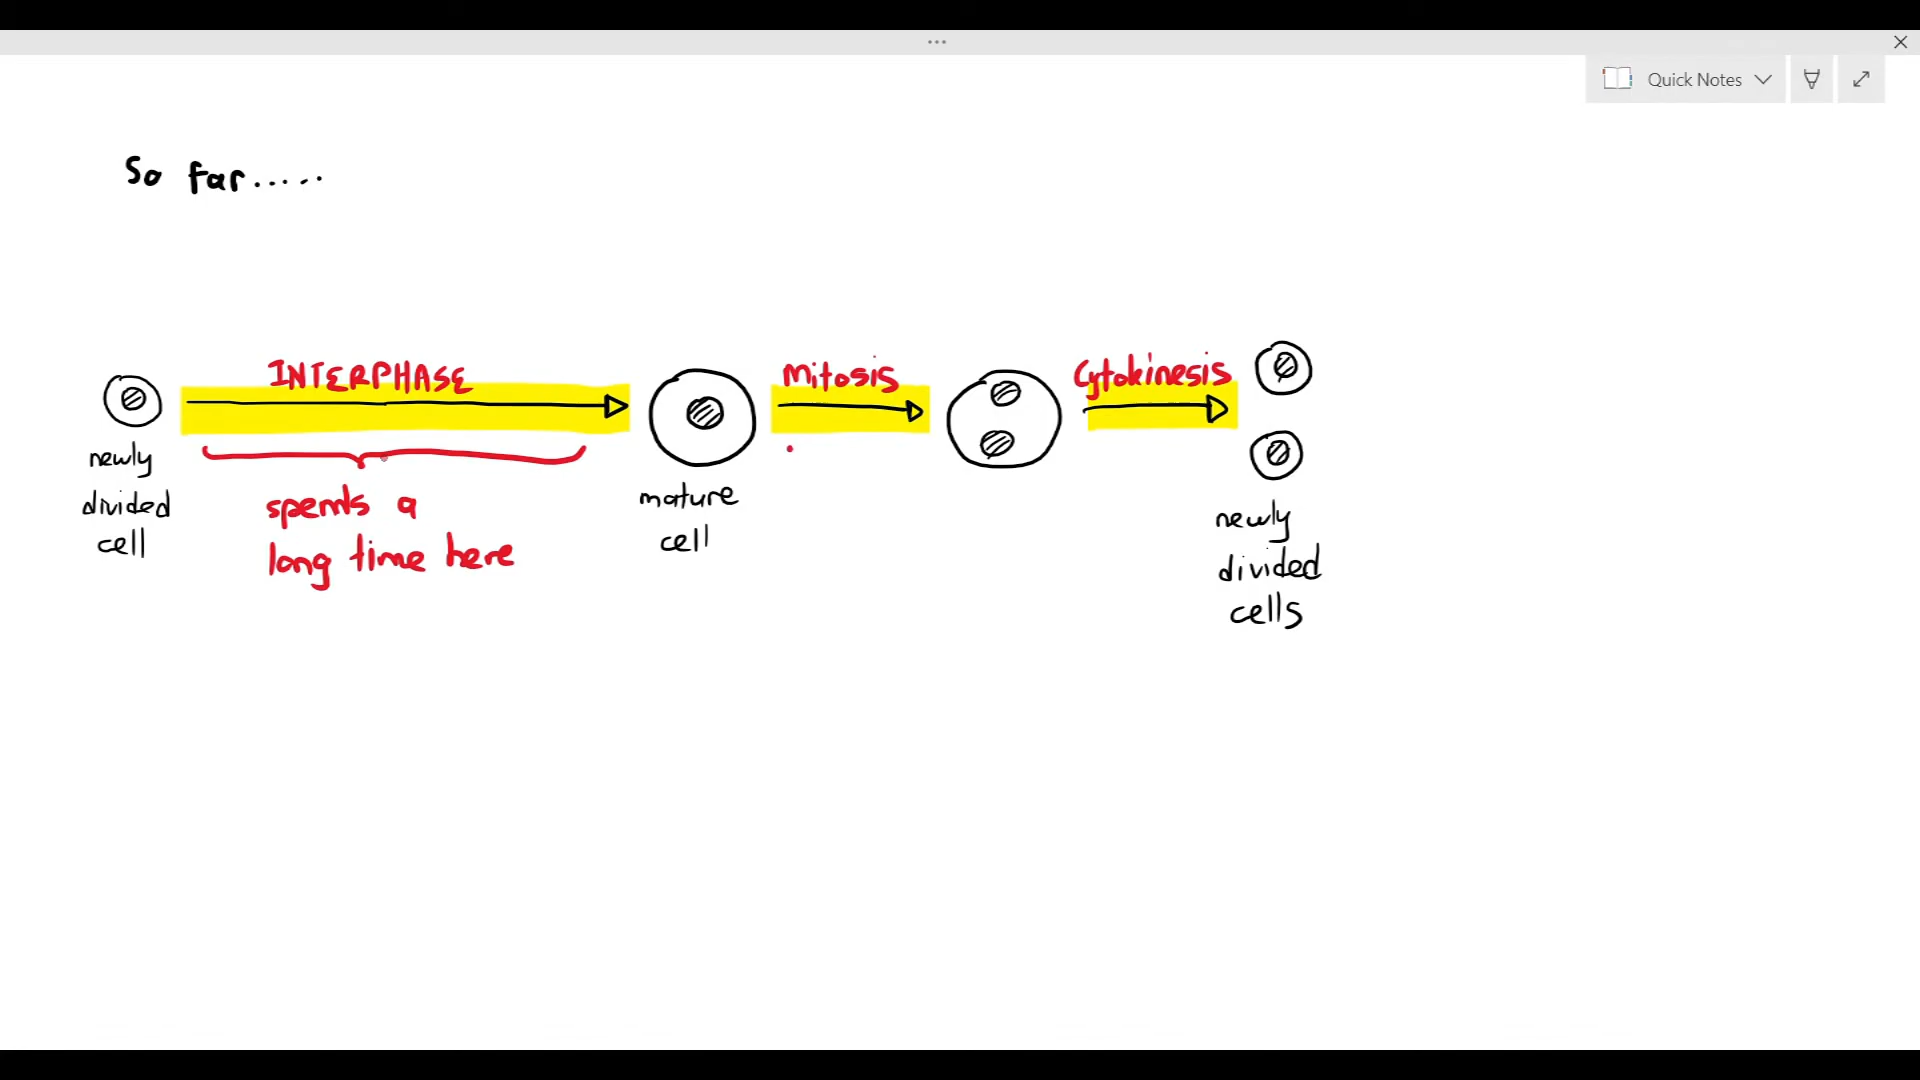 Quick Notes
So far.....
INTERPHASE
Mitosis
Cytokinesis
newly
divided
cell
spends a
long time here
mature
cell
newly
divided
cells